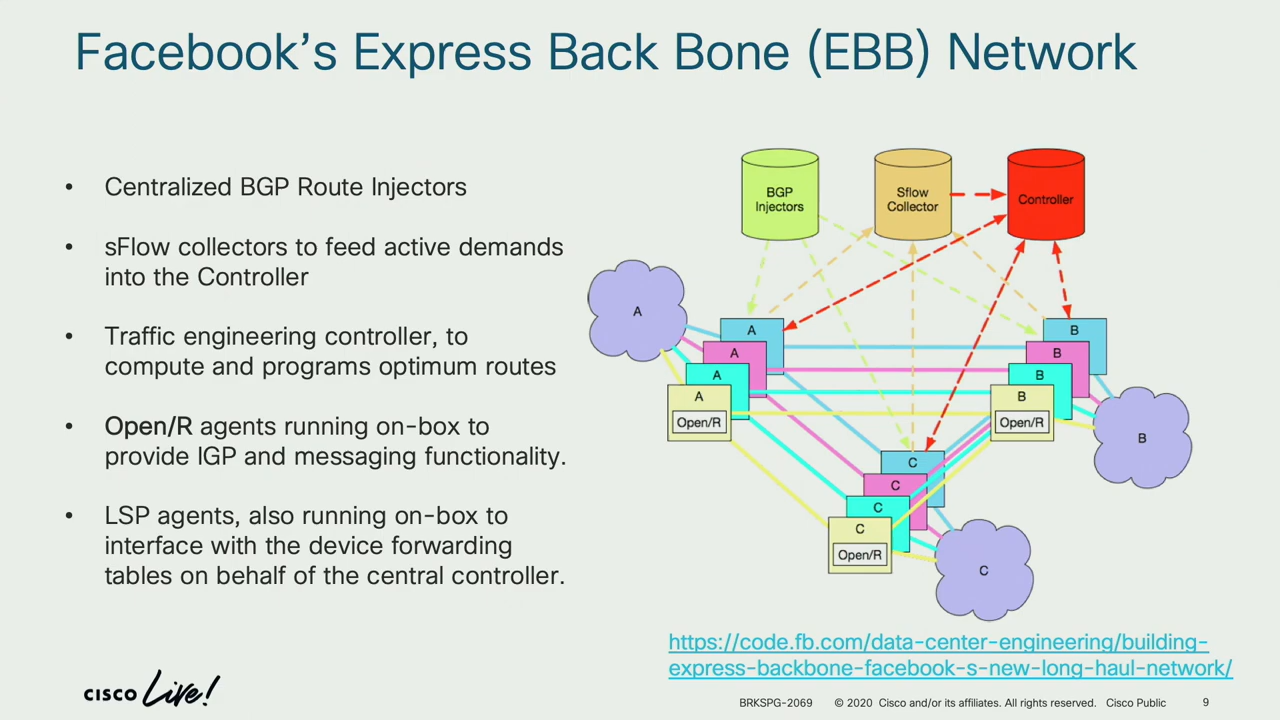 Facebook's Express Back Bone (EBB) Network
• Centralized BGP Route Injectors
• sFlow collectors to feed active demands
into the Controller
• Traffic engineering controller, to
compute and programs optimum routes
• Open/R agents running on-box to
provide IGP and messaging functionality.
• LSP agents, also running on-box to
interface with the device forwarding
tables on behalf of the central controller.
BGP
Injectors
Sflow
Collector
Controller
A
A
A
A
A
Open/R
B
B
B
B
Open/R
B
C
C
C
C
Open/R
C
https://code.fb.com/data-center-engineering/building-
express-backbone-facebook-s-new-long-haul-network/
CISCO Live!
BRKSPG-2069 © 2020 Cisco and/or its affiliates. All rights reserved. Cisco Public 9